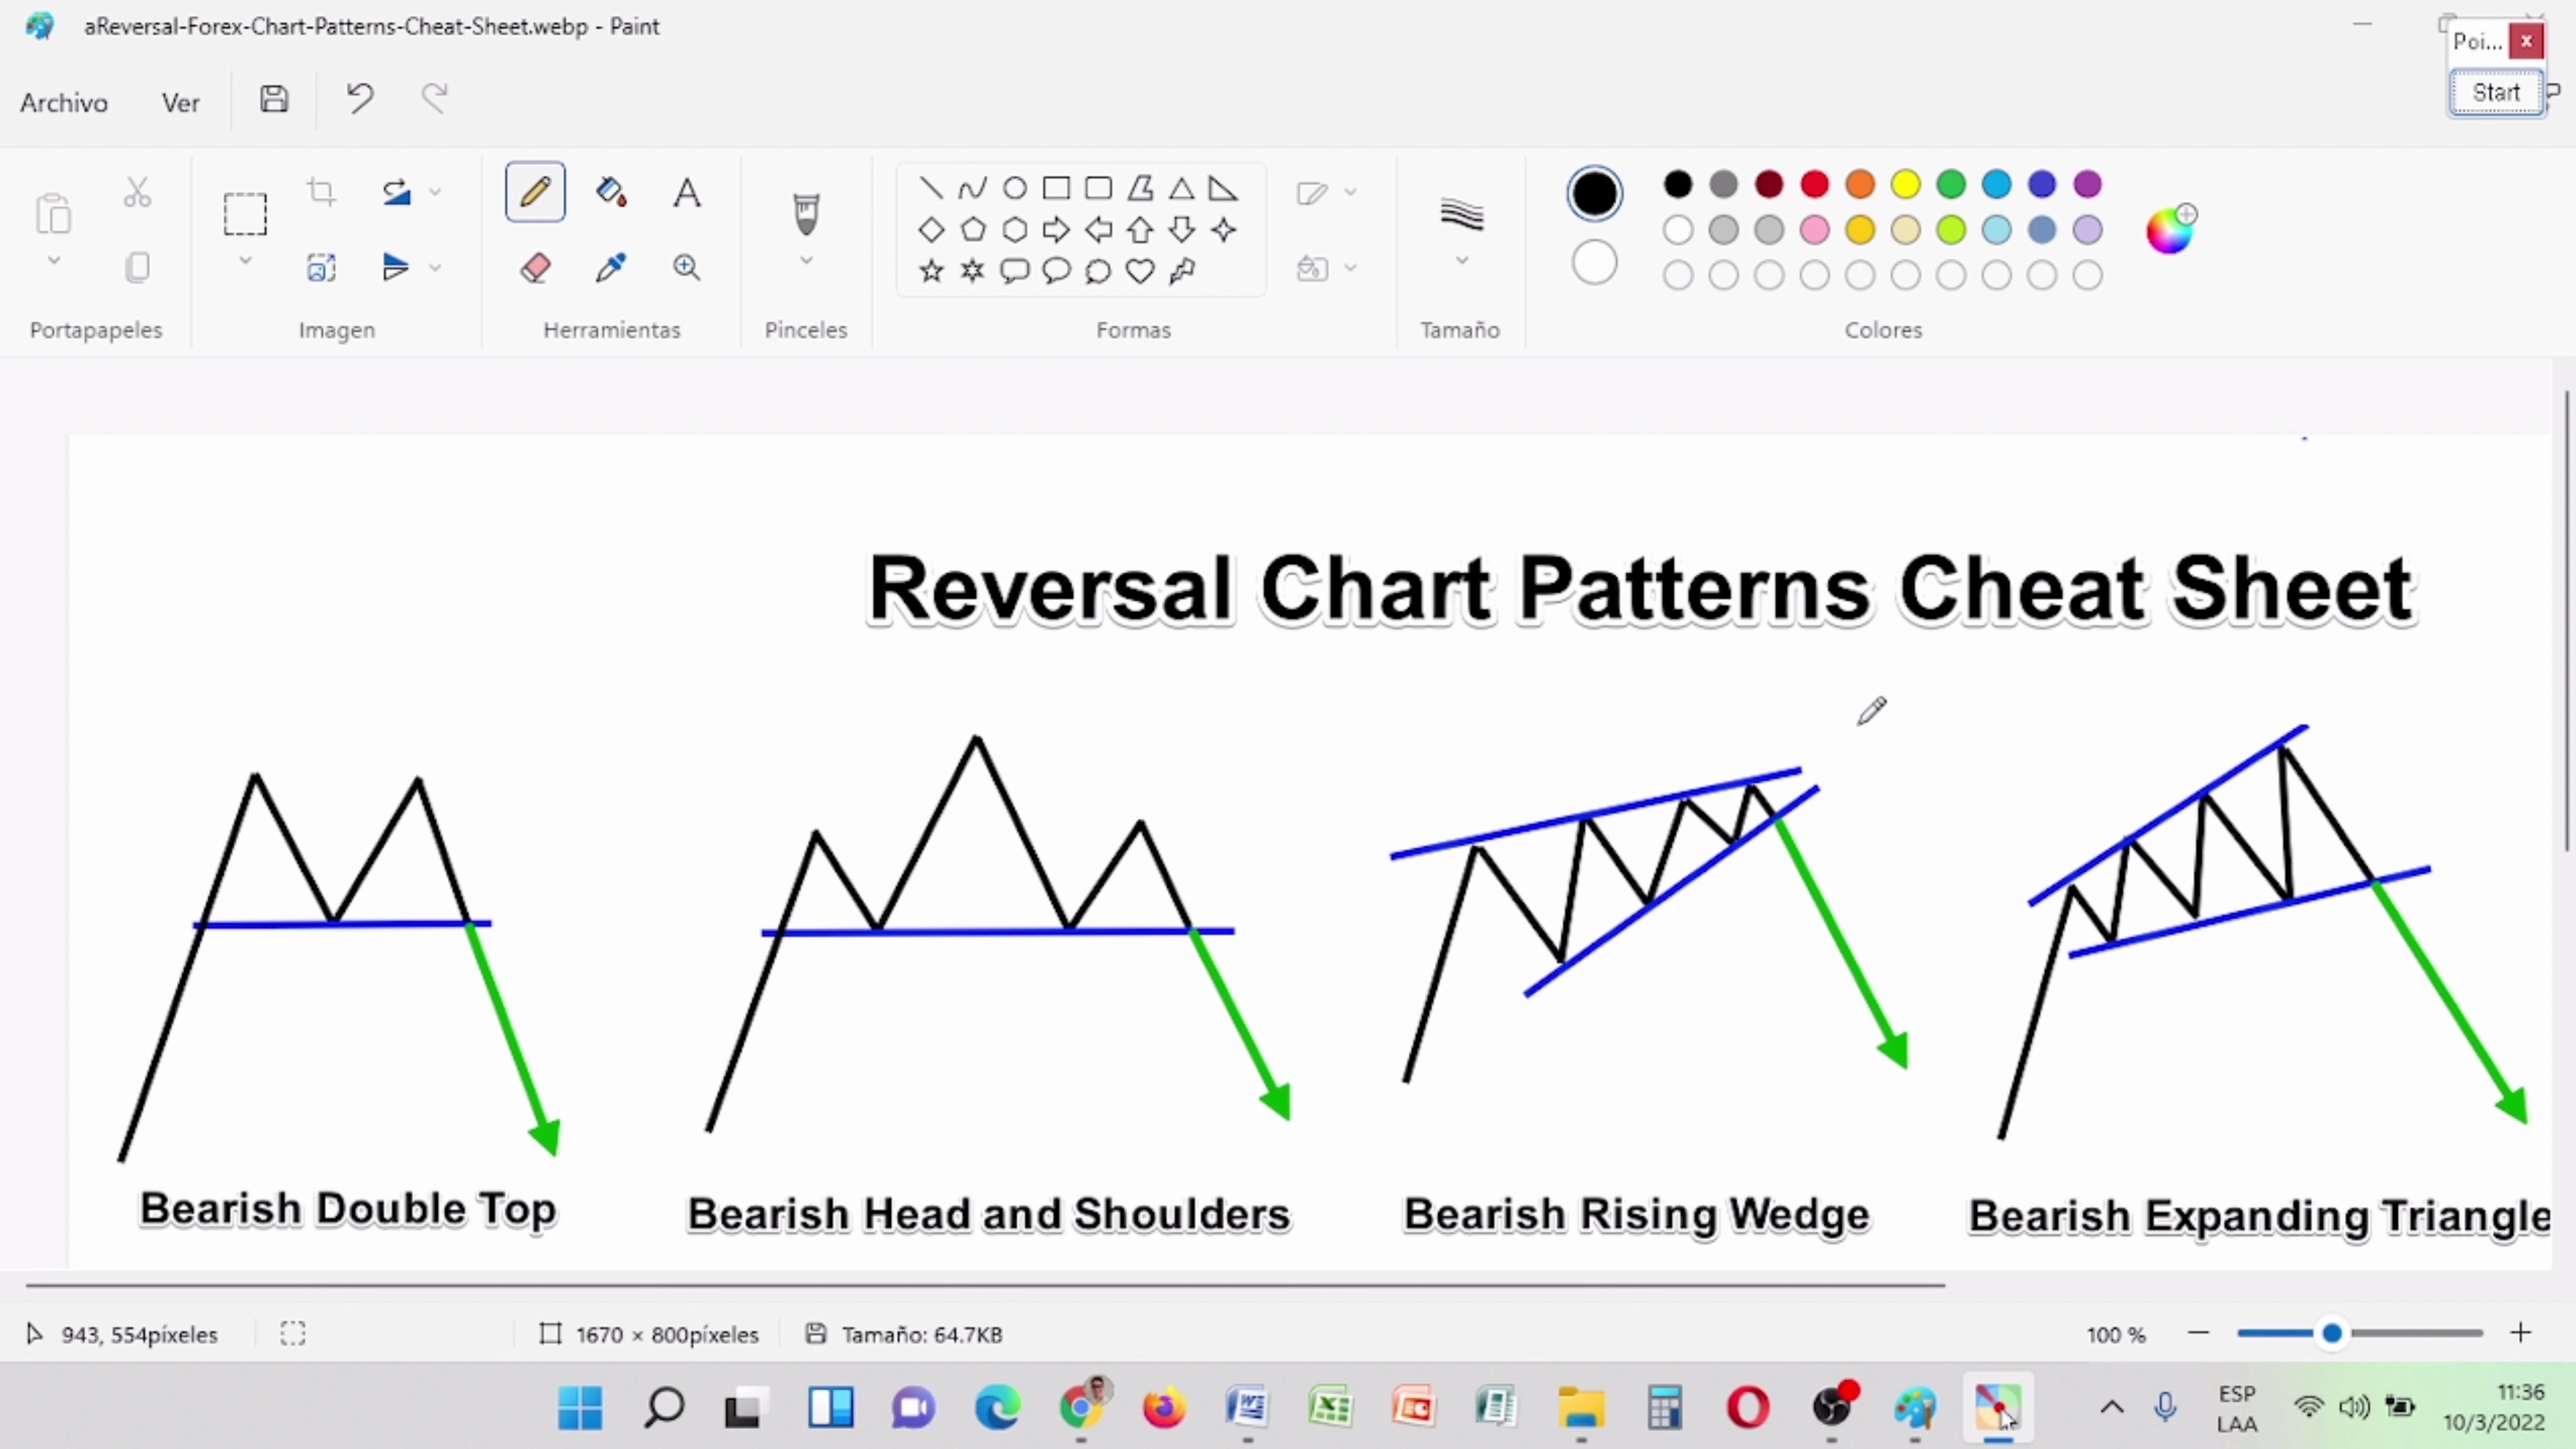 aReversal-Forex-Chart-Patterns-Cheat-Sheet.webp - Paint
Poi...
Archivo Ver
Start
Portapapeles Imagen Herramientas Pinceles Formas Tamaño Colores
Reversal Chart Patterns Cheat Sheet
Bearish Double Top
Bearish Head and Shoulders
Bearish Rising Wedge
Bearish Expanding Triangle
943, 554píxeles 1670 × 800píxeles Tamaño: 64.7KB 100 %
ESP
LAA
11:36
10/3/2022